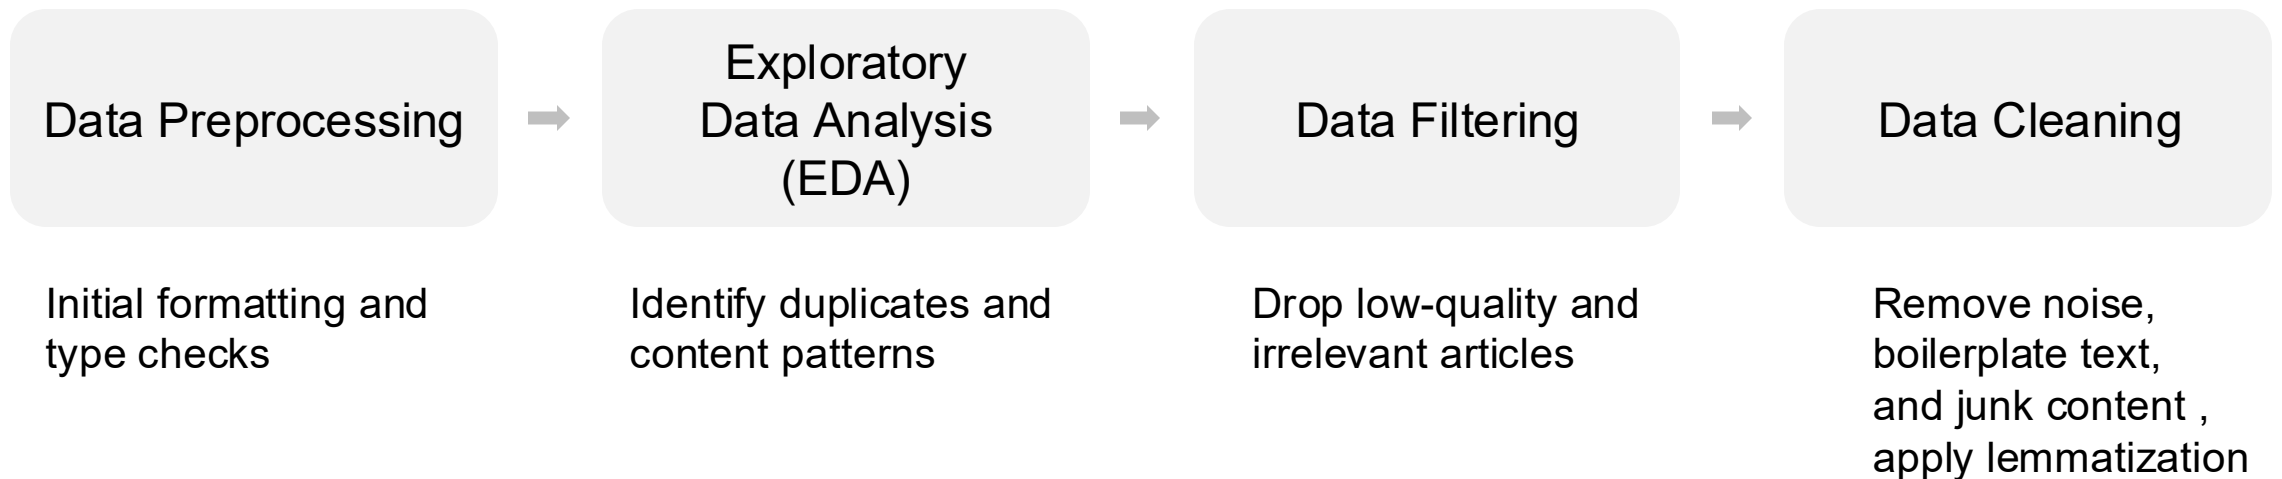 Data Preprocessing
Exploratory
Data Analysis
(EDA)
Data Filtering
Data Cleaning
Initial formatting and
type checks
Identify duplicates and
content patterns
Drop low-quality and
irrelevant articles
Remove noise,
boilerplate text,
and junk content ,
apply lemmatization